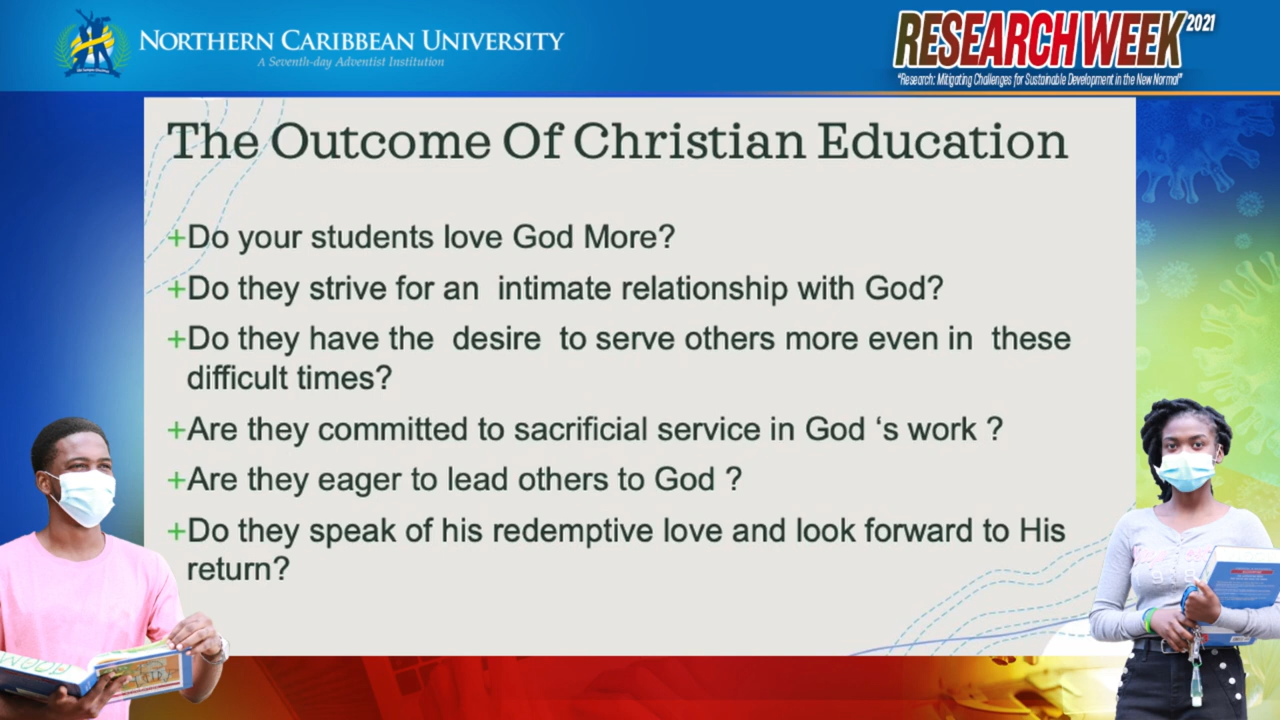 NORTHERN CARIBBEAN UNIVERSITY
A Seventh-day Adventist Institution
RESEARCH WEEK 2021
"Research: Mitigating Challenges for Sustainable Development in the New Normal"
The Outcome Of Christian Education
+Do your students love God More?
+Do they strive for an  intimate relationship with God?
+Do they have the  desire  to serve others more even in  these
difficult times?
+Are they committed to sacrificial service in God ‘s work ?
+Are they eager to lead others to God ?
+Do they speak of his redemptive love and look forward to His
return?